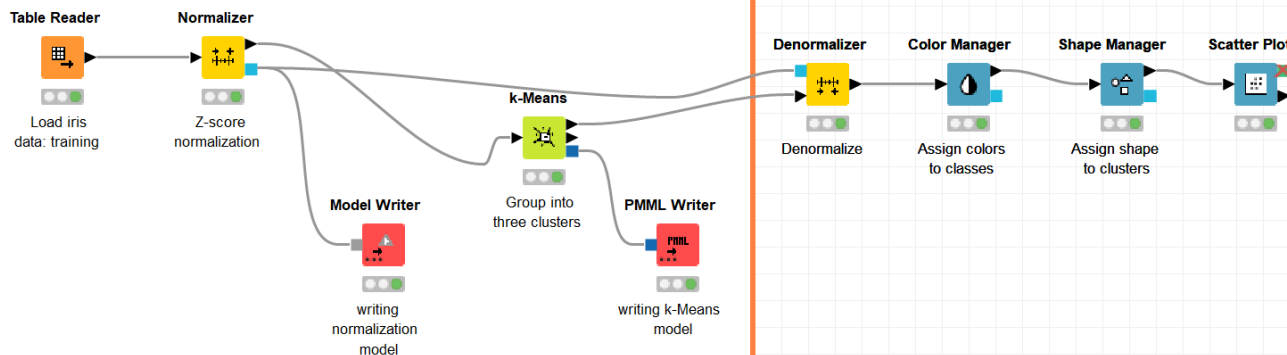 Table Reader
Load iris
data: training
Normalizer
Z-score
normalization
k-Means
Group into
three clusters
Model Writer
writing
normalization
model
PMML Writer
PMML
writing k-Means
model
Denormalizer
Denormalize
Color Manager
Assign colors
to classes
Shape Manager
Assign shape
to clusters
Scatter Plot